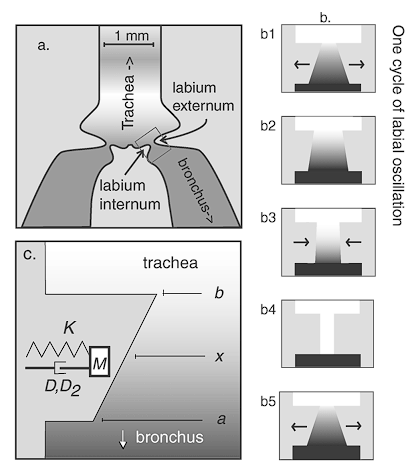 a.
1 mm
Trachea ->
labium
externum
labium
internum
bronchus->
b.
b1
b2
b3
b4
b5
One cycle of labial oscillation
c.
trachea
b
K
M
x
D,D2
a
↓ bronchus